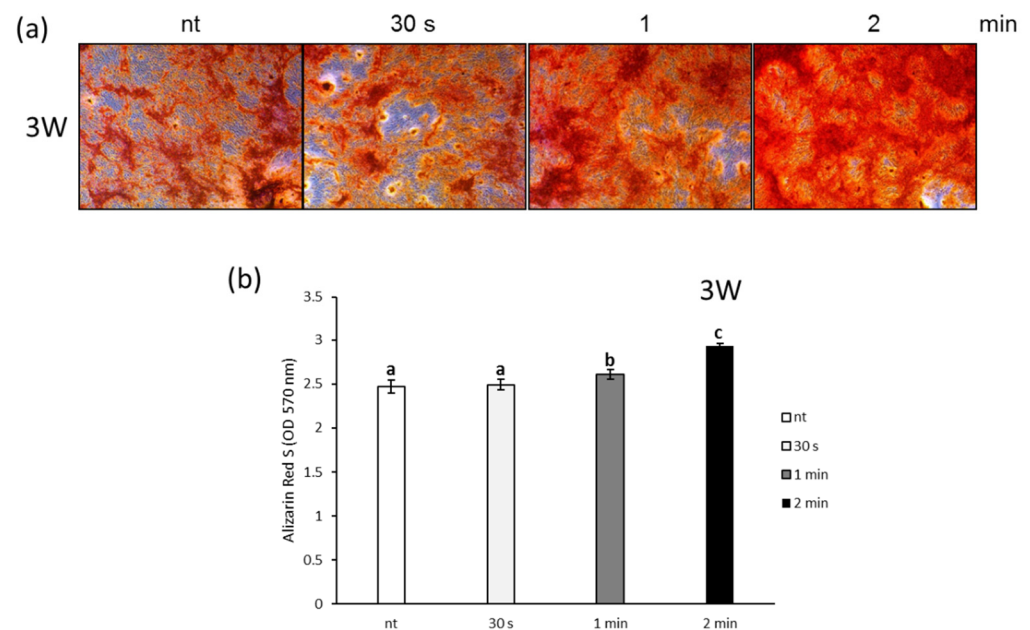 (a)
nt 30 s 1 2 min
3W
(b)
3W
Alizarin Red S (OD 570 nm)
3.5
3
2.5
2
1.5
1
0.5
0
a a b c
nt 30 s 1 min 2 min
nt
30 s
1 min
2 min